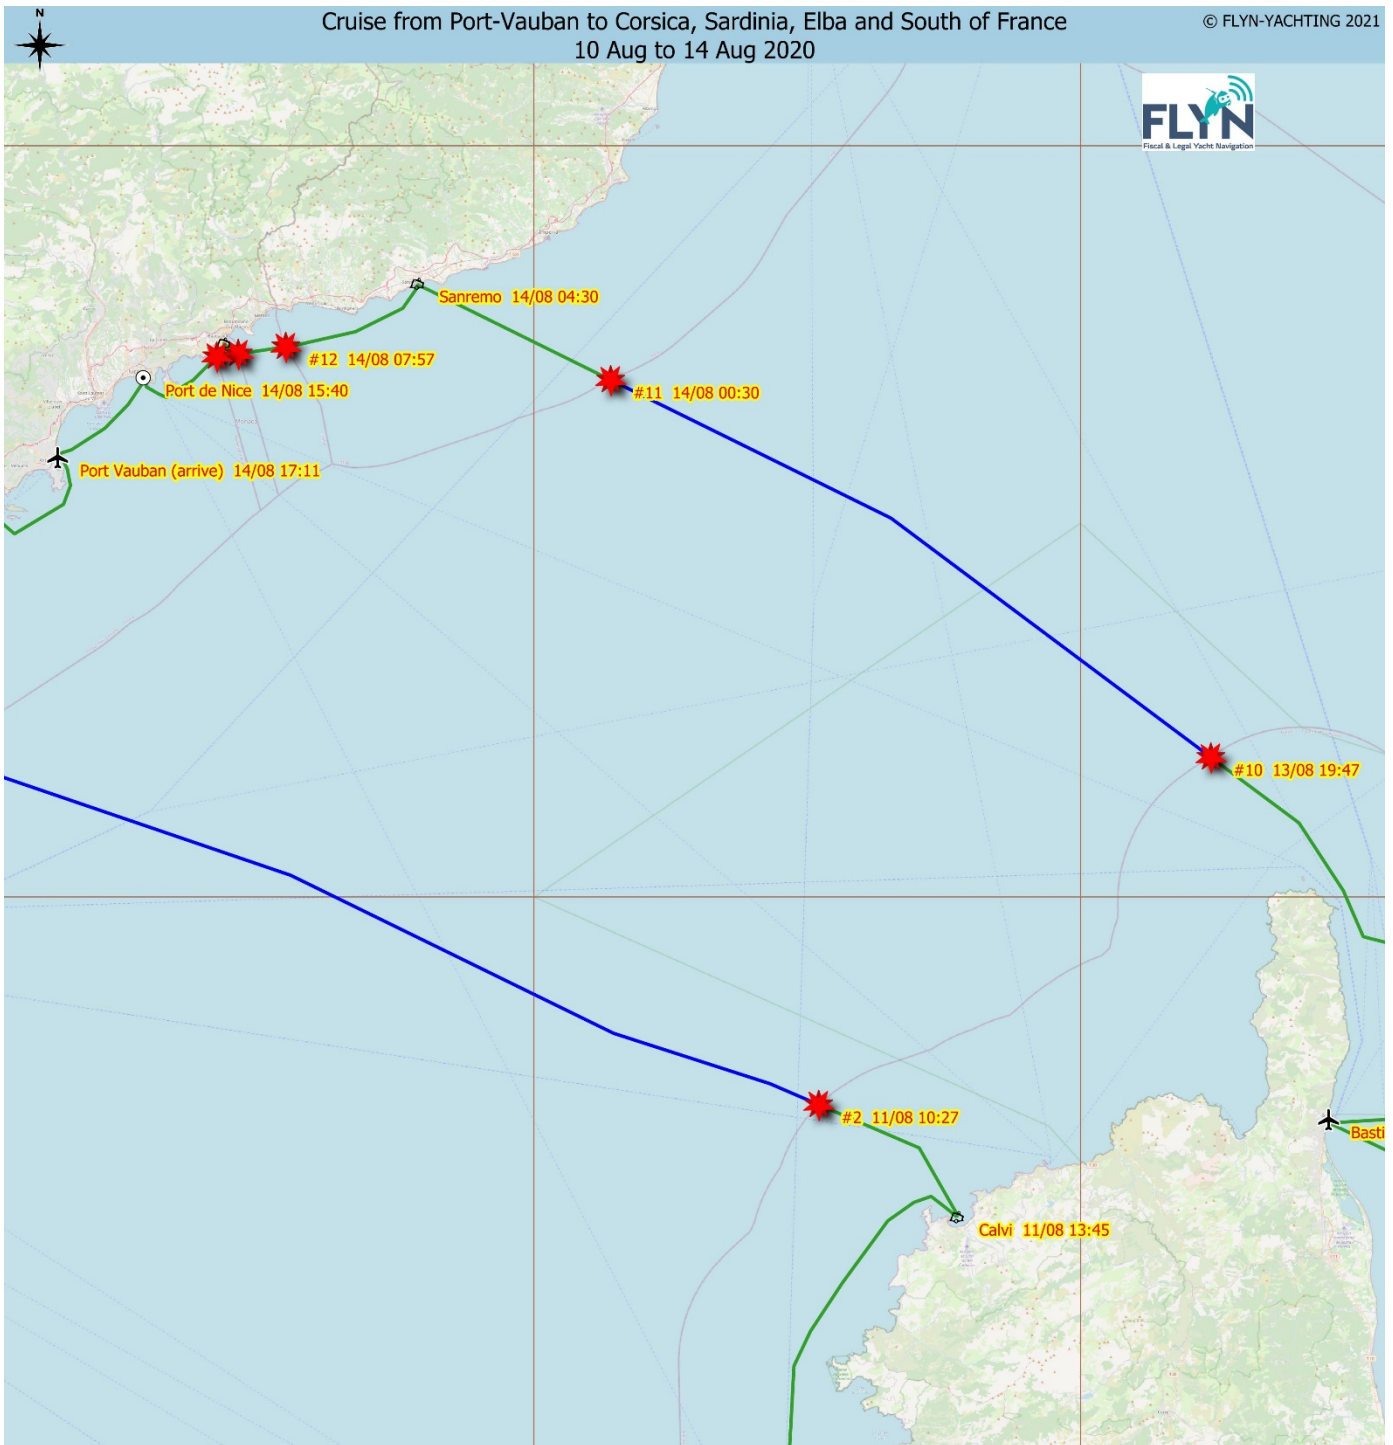 N
Cruise from Port-Vauban to Corsica, Sardinia, Elba and South of France
10 Aug to 14 Aug 2020
© FLYN-YACHTING 2021
FLYN
Fiscal & Legal Yacht Navigation
Sanremo 14/08 04:30
#12 14/08 07:57
Port de Nice 14/08 15:40
#11 14/08 00:30
Port Vauban (arrive) 14/08 17:11
#10 13/08 19:47
#2 11/08 10:27
Basti
Calvi 11/08 13:45